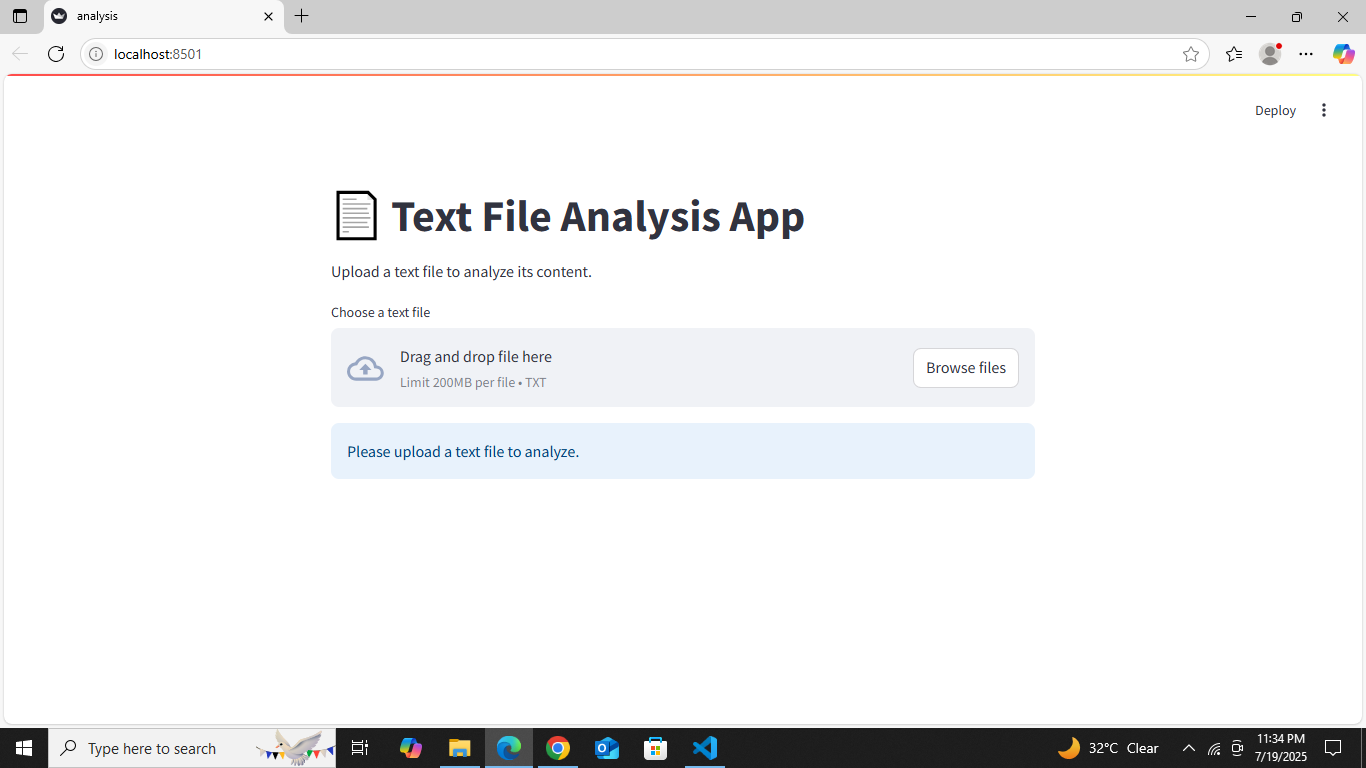 analysis
localhost:8501
Deploy
Text File Analysis App
Upload a text file to analyze its content.
Choose a text file
Drag and drop file here
Limit 200MB per file • TXT
Browse files
Please upload a text file to analyze.
Type here to search
32°C Clear
11:34 PM
7/19/2025